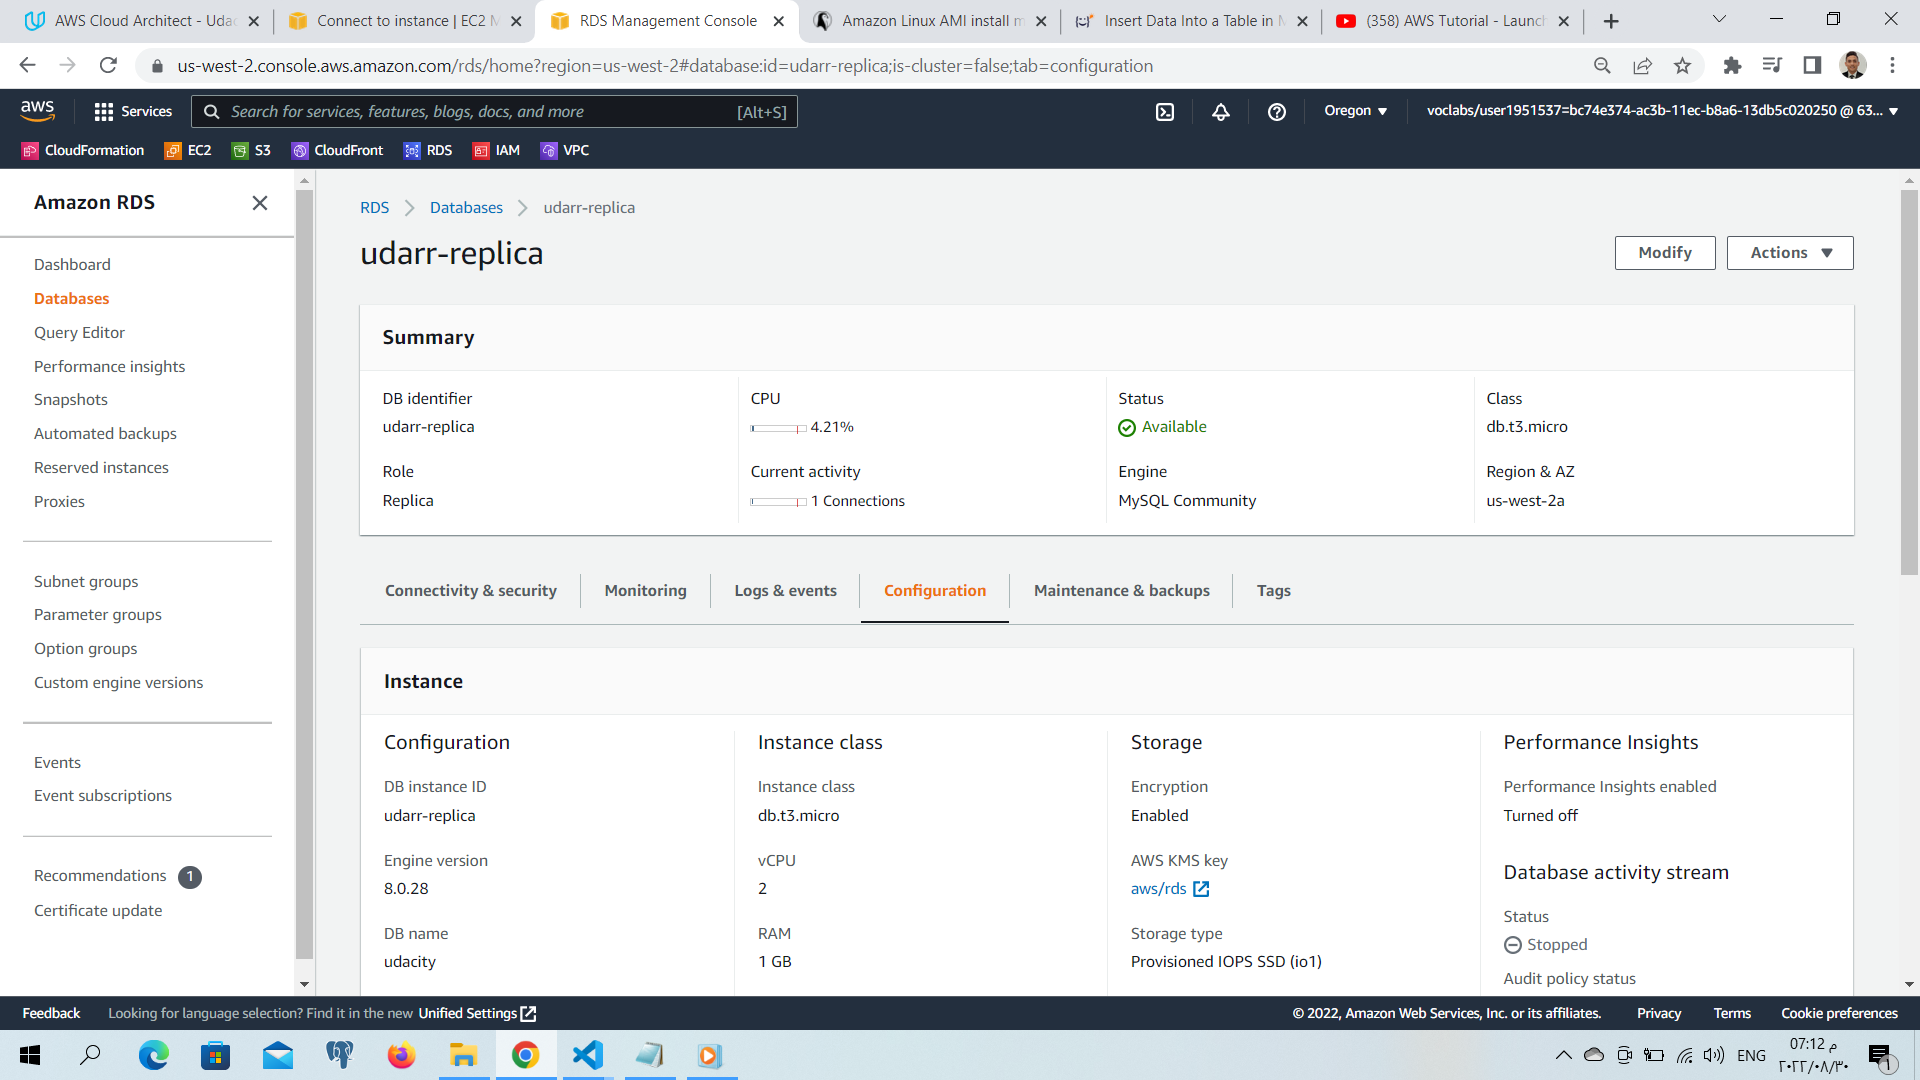 AWS Cloud Architect - Udac
Connect to instance | EC2 M
RDS Management Console
Amazon Linux AMI install m
Insert Data Into a Table in M
(358) AWS Tutorial - Launch
us-west-2.console.aws.amazon.com/rds/home?region=us-west-2#database:id=udarr-replica;is-cluster=false;tab=configuration
aws
Services
Search for services, features, blogs, docs, and more
[Alt+S]
Oregon
voclabs/user1951537=bc74e374-ac3b-11ec-b8a6-13db5c020250 @ 63...
CloudFormation
EC2
S3
CloudFront
RDS
IAM
VPC
Amazon RDS
Dashboard
Databases
Query Editor
Performance insights
Snapshots
Automated backups
Reserved instances
Proxies
Subnet groups
Parameter groups
Option groups
Custom engine versions
Events
Event subscriptions
Recommendations 1
Certificate update
RDS
Databases
udarr-replica
udarr-replica
Modify
Actions
Summary
DB identifier
udarr-replica
CPU
4.21%
Status
Available
Class
db.t3.micro
Role
Replica
Current activity
1 Connections
Engine
MySQL Community
Region & AZ
us-west-2a
Connectivity & security
Monitoring
Logs & events
Configuration
Maintenance & backups
Tags
Instance
Configuration
DB instance ID
udarr-replica
Engine version
8.0.28
DB name
udacity
Instance class
Instance class
db.t3.micro
vCPU
2
RAM
1 GB
Storage
Encryption
Enabled
AWS KMS key
aws/rds
Storage type
Provisioned IOPS SSD (io1)
Performance Insights
Performance Insights enabled
Turned off
Database activity stream
Status
Stopped
Audit policy status
Feedback
Looking for language selection? Find it in the new Unified Settings
© 2022, Amazon Web Services, Inc. or its affiliates.
Privacy
Terms
Cookie preferences
ENG
07:12 م
٢٠٢٢/٠٨/٣٠
١